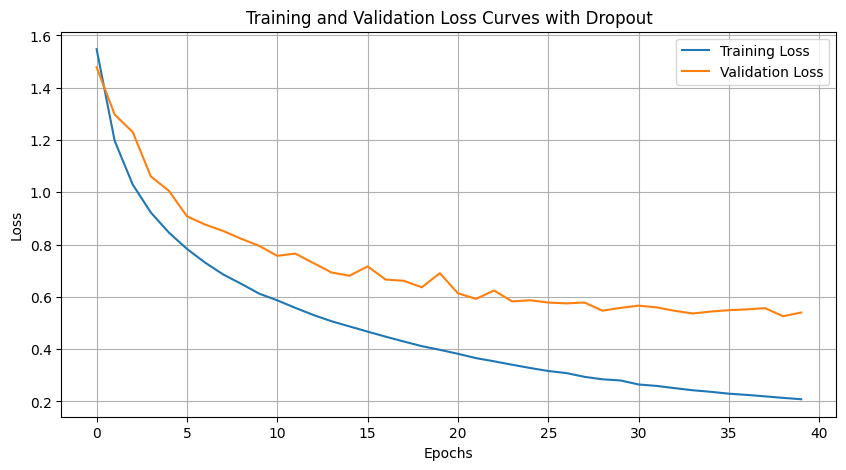 Training and Validation Loss Curves with Dropout
Training Loss
Validation Loss
1.6
1.4
1.2
1.0
0.8
0.6
0.4
0.2
Loss
0 5 10 15 20 25 30 35 40
Epochs